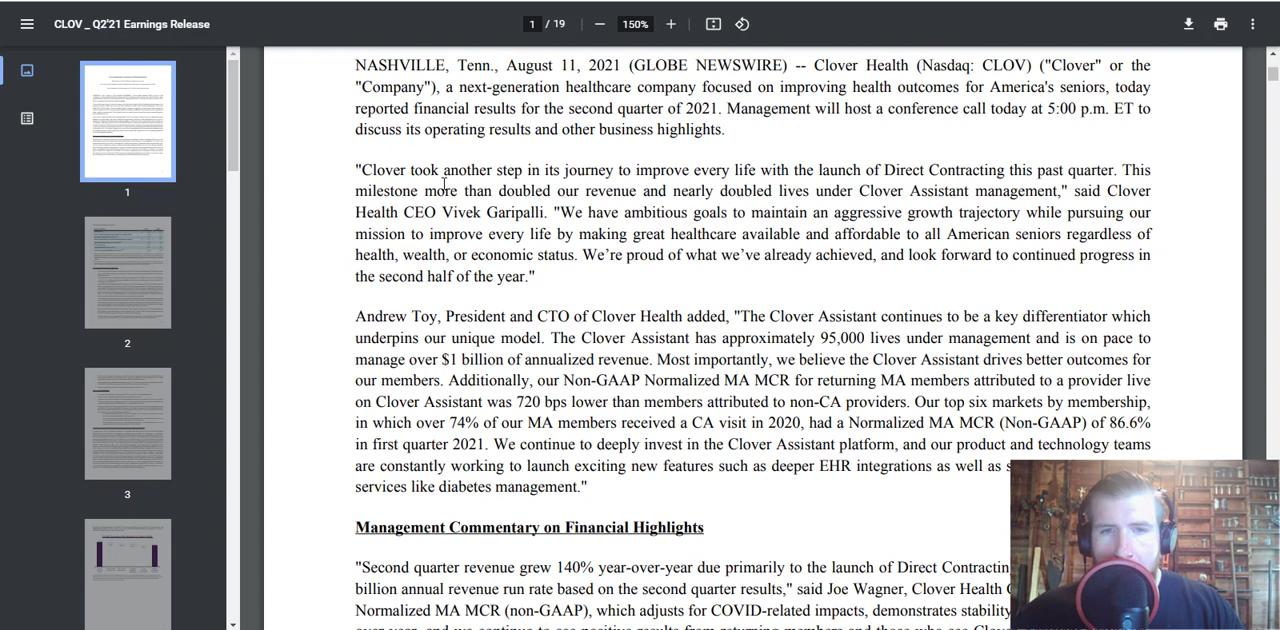 CLOV _ Q2'21 Earnings Release
1 / 19
150%
NASHVILLE, Tenn., August 11, 2021 (GLOBE NEWSWIRE) -- Clover Health (Nasdaq: CLOV) ("Clover" or the
"Company"), a next-generation healthcare company focused on improving health outcomes for America's seniors, today
reported financial results for the second quarter of 2021. Management will host a conference call today at 5:00 p.m. ET to
discuss its operating results and other business highlights.
"Clover took another step in its journey to improve every life with the launch of Direct Contracting this past quarter. This
milestone more than doubled our revenue and nearly doubled lives under Clover Assistant management," said Clover
Health CEO Vivek Garipalli. "We have ambitious goals to maintain an aggressive growth trajectory while pursuing our
mission to improve every life by making great healthcare available and affordable to all American seniors regardless of
health, wealth, or economic status. We're proud of what we've already achieved, and look forward to continued progress in
the second half of the year."
Andrew Toy, President and CTO of Clover Health added, "The Clover Assistant continues to be a key differentiator which
underpins our unique model. The Clover Assistant has approximately 95,000 lives under management and is on pace to
manage over $1 billion of annualized revenue. Most importantly, we believe the Clover Assistant drives better outcomes for
our members. Additionally, our Non-GAAP Normalized MA MCR for returning MA members attributed to a provider live
on Clover Assistant was 720 bps lower than members attributed to non-CA providers. Our top six markets by membership,
in which over 74% of our MA members received a CA visit in 2020, had a Normalized MA MCR (Non-GAAP) of 86.6%
in first quarter 2021. We continue to deeply invest in the Clover Assistant platform, and our product and technology teams
are constantly working to launch exciting new features such as deeper EHR integrations as well as
services like diabetes management."
Management Commentary on Financial Highlights
"Second quarter revenue grew 140% year-over-year due primarily to the launch of Direct Contracting
billion annual revenue run rate based on the second quarter results," said Joe Wagner, Clover Health
Normalized MA MCR (non-GAAP), which adjusts for COVID-related impacts, demonstrates stability
1
2
3